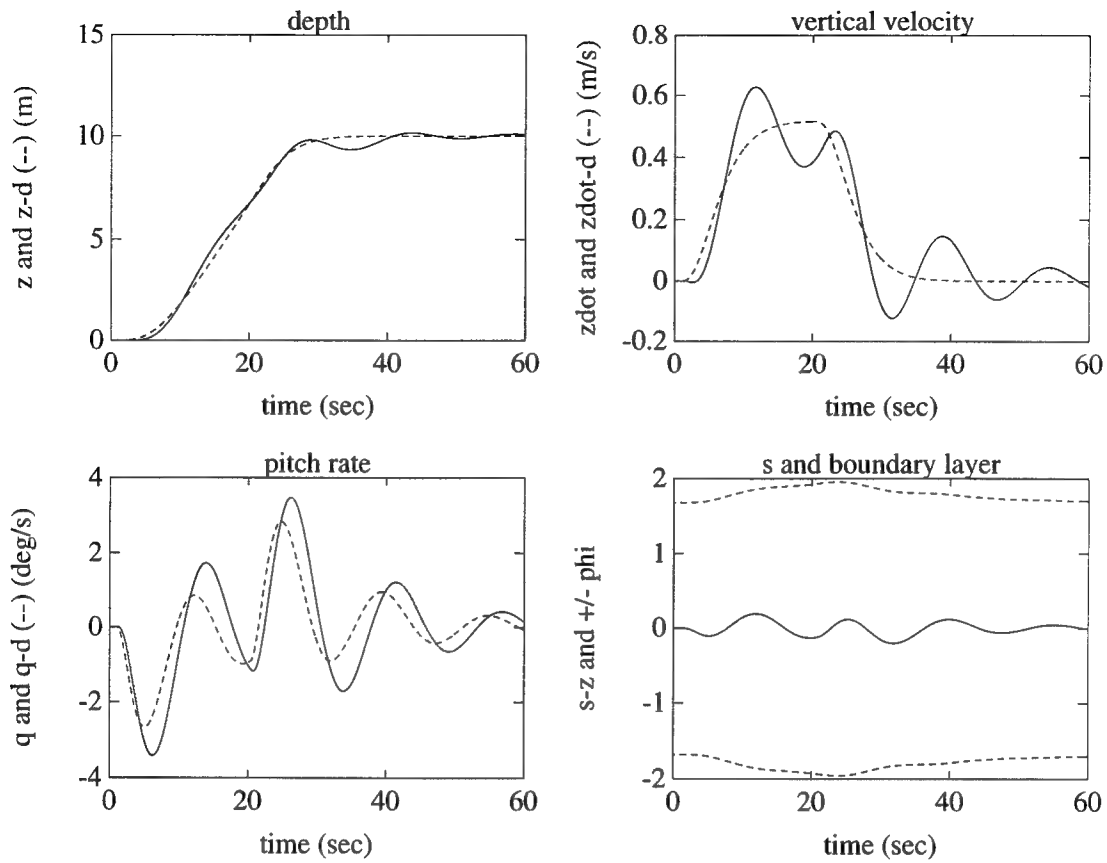 depth
15
10
5
0
z and z-d (--) (m)
0 20 40 60
time (sec)
vertical velocity
0.8
0.6
0.4
0.2
0
-0.2
zdot and zdot-d (--) (m/s)
0 20 40 60
time (sec)
pitch rate
4
2
0
-2
-4
q and q-d (--) (deg/s)
0 20 40 60
time (sec)
s and boundary layer
2
1
0
-1
-2
s-z and +/- phi
0 20 40 60
time (sec)